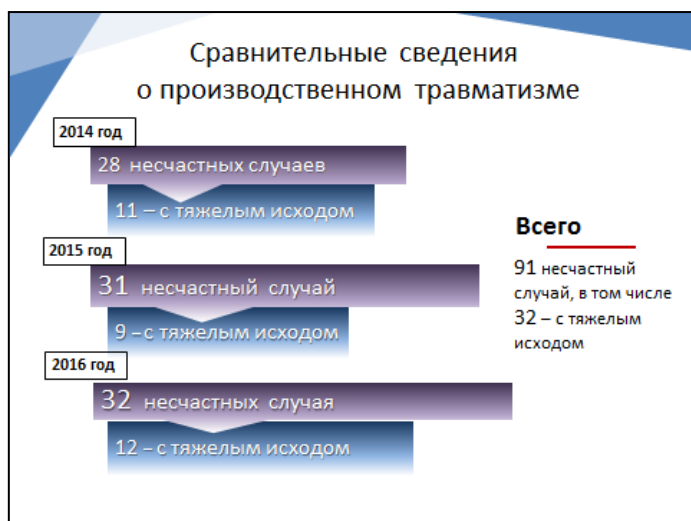 Сравнительные сведения
о производственном травматизме
2014 год
28 несчастных случаев
11 – с тяжелым исходом
2015 год
31 несчастный случай
9 – с тяжелым исходом
2016 год
32 несчастных случая
12 – с тяжелым исходом
Всего
91 несчастный
случай, в том числе
32 – с тяжелым
исходом